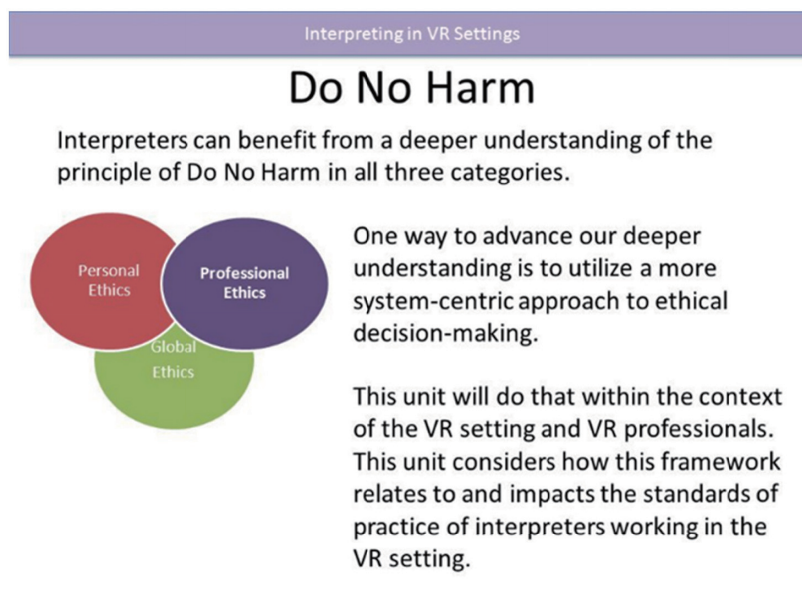 Interpreting in VR Settings
Do No Harm
Interpreters can benefit from a deeper understanding of the
principle of Do No Harm in all three categories.
Personal
Ethics
Professional
Ethics
Global
Ethics
One way to advance our deeper
understanding is to utilize a more
system-centric approach to ethical
decision-making.
This unit will do that within the context
of the VR setting and VR professionals.
This unit considers how this framework
relates to and impacts the standards of
practice of interpreters working in the
VR setting.